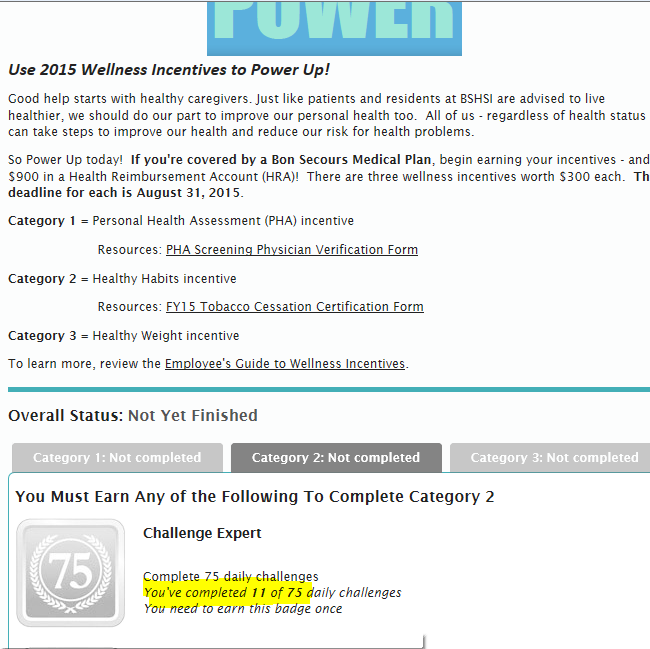 POWER
Use 2015 Wellness Incentives to Power Up!
Good help starts with healthy caregivers. Just like patients and residents at BSHSI are advised to live
healthier, we should do our part to improve our personal health too. All of us - regardless of health status
can take steps to improve our health and reduce our risk for health problems.
So Power Up today! If you're covered by a Bon Secours Medical Plan, begin earning your incentives - and
$900 in a Health Reimbursement Account (HRA)! There are three wellness incentives worth $300 each. Th
deadline for each is August 31, 2015.
Category 1 = Personal Health Assessment (PHA) incentive
Resources: PHA Screening Physician Verification Form
Category 2 = Healthy Habits incentive
Resources: FY15 Tobacco Cessation Certification Form
Category 3 = Healthy Weight incentive
To learn more, review the Employee's Guide to Wellness Incentives.
Overall Status: Not Yet Finished
Category 1: Not completed Category 2: Not completed Category 3: Not completed
You Must Earn Any of the Following To Complete Category 2
75
Challenge Expert
Complete 75 daily challenges
You've completed 11 of 75 daily challenges
You need to earn this badge once